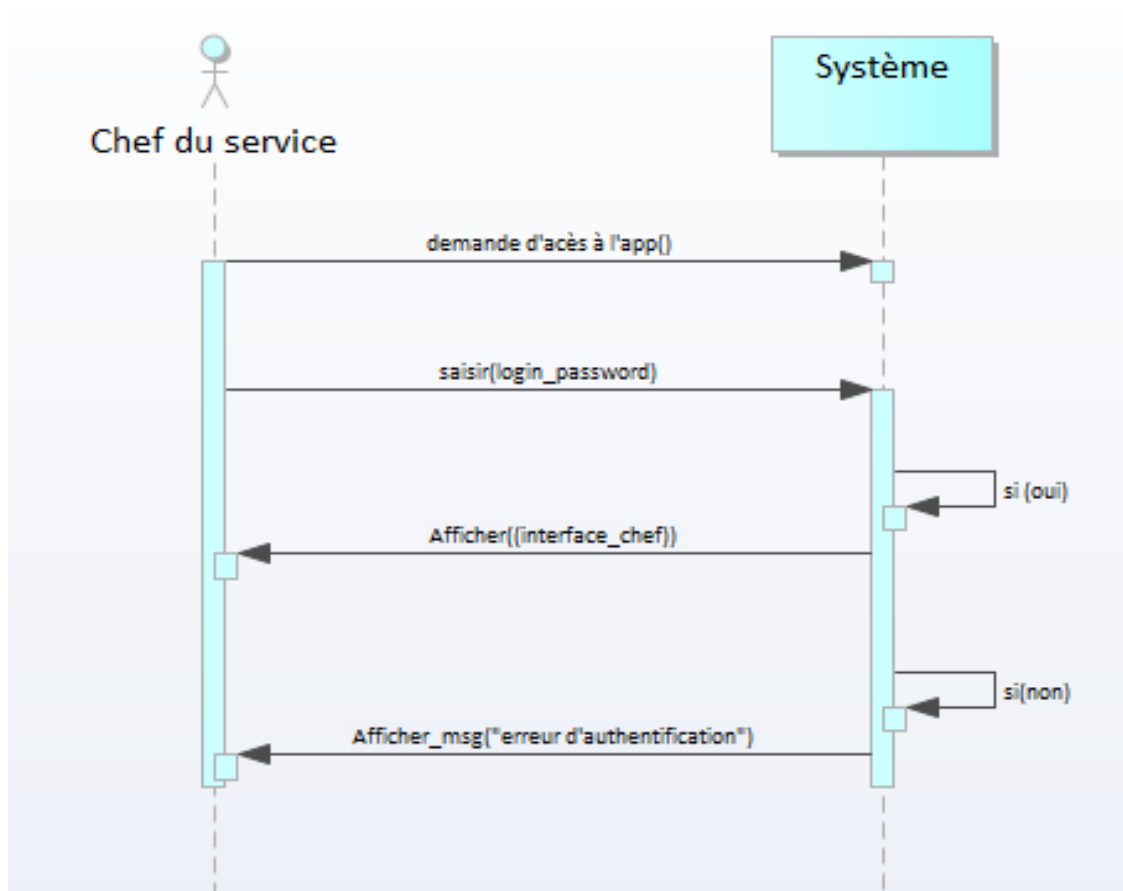 Chef du service
Système
demande d'acès à l'app()
saisir(login_password)
si (oui)
Afficher((interface_chef))
si(non)
Afficher_msg("erreur d'authentification")